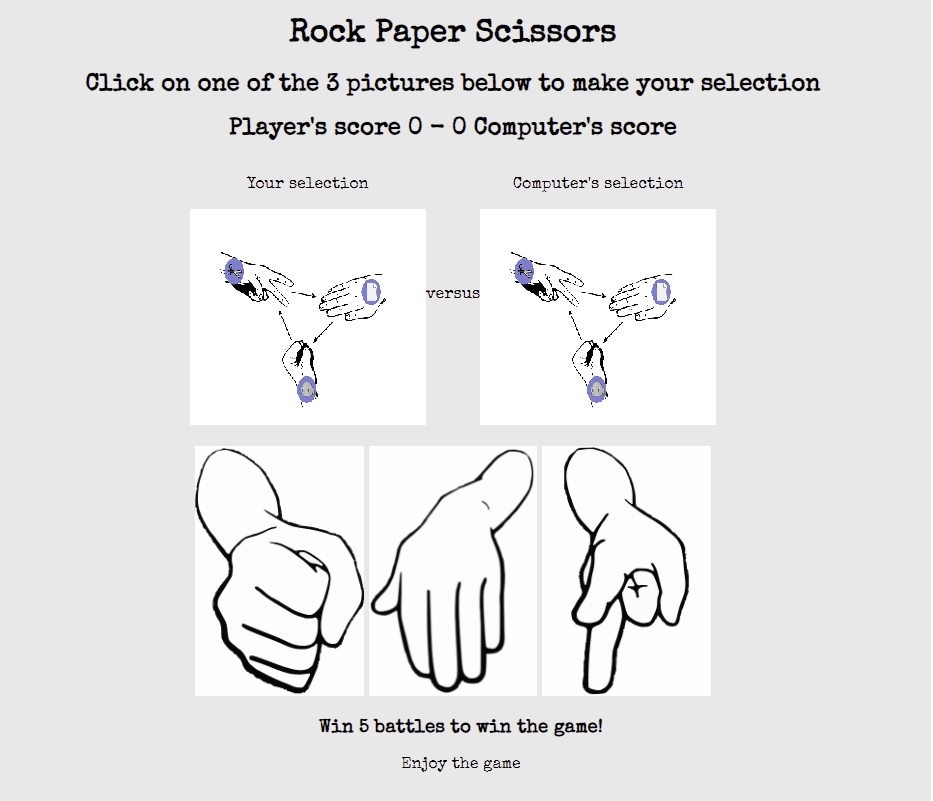 Rock Paper Scissors
Click on one of the 3 pictures below to make your selection
Player's score 0 - 0 Computer's score
Your selection
Computer's selection
versus
Win 5 battles to win the game!
Enjoy the game